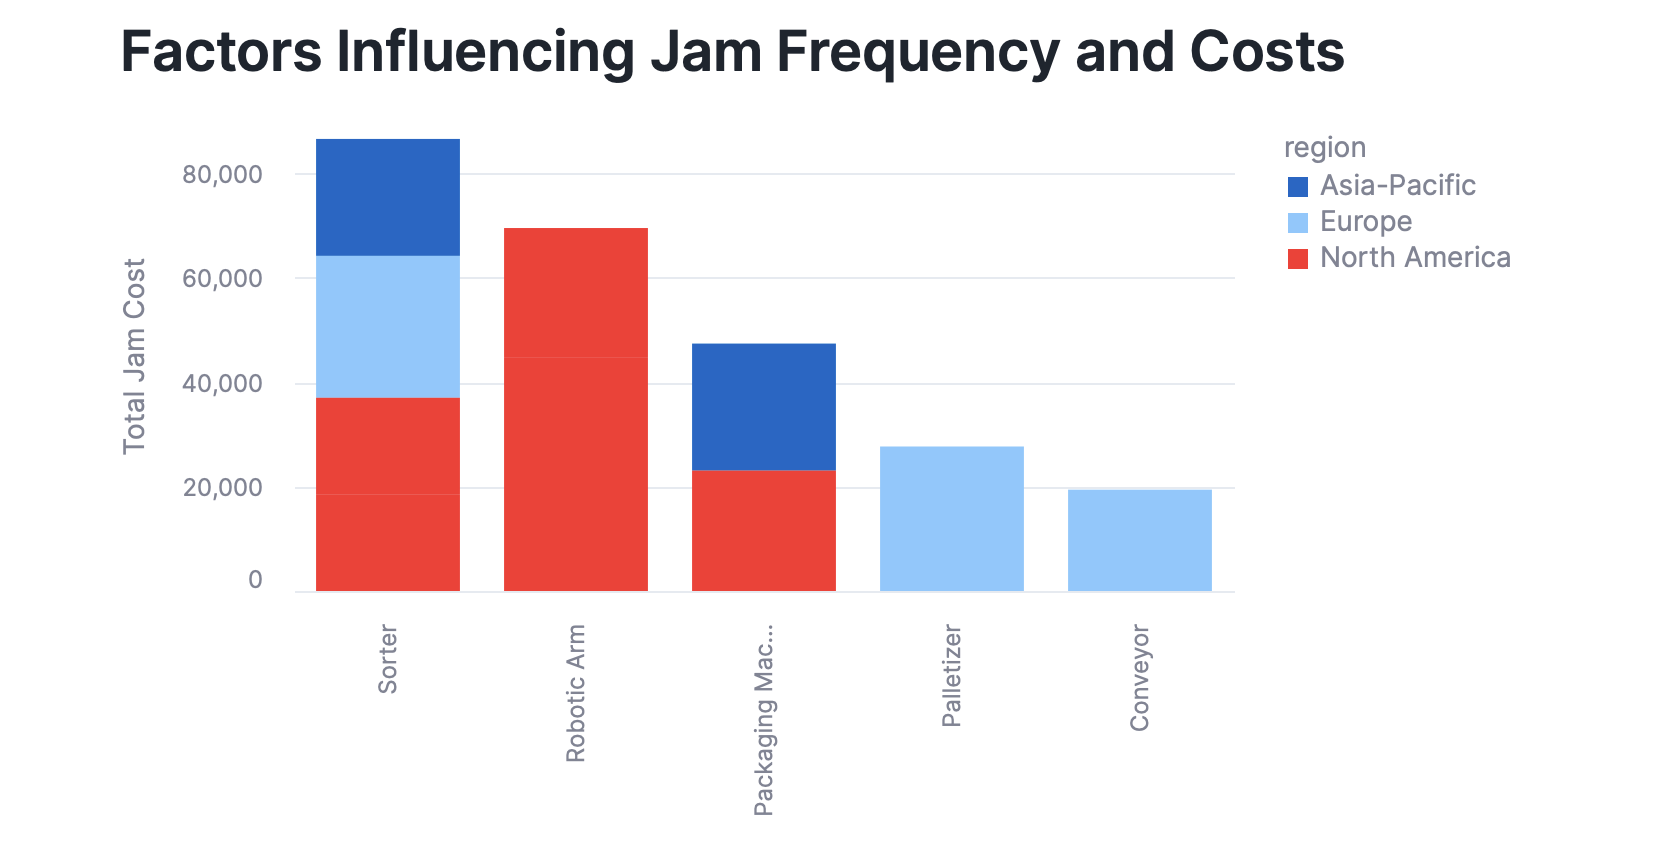 Factors Influencing Jam Frequency and Costs
region
Asia-Pacific
Europe
North America
Total Jam Cost
80,000
60,000
40,000
20,000
0
Sorter
Robotic Arm
Packaging Mac...
Palletizer
Conveyor